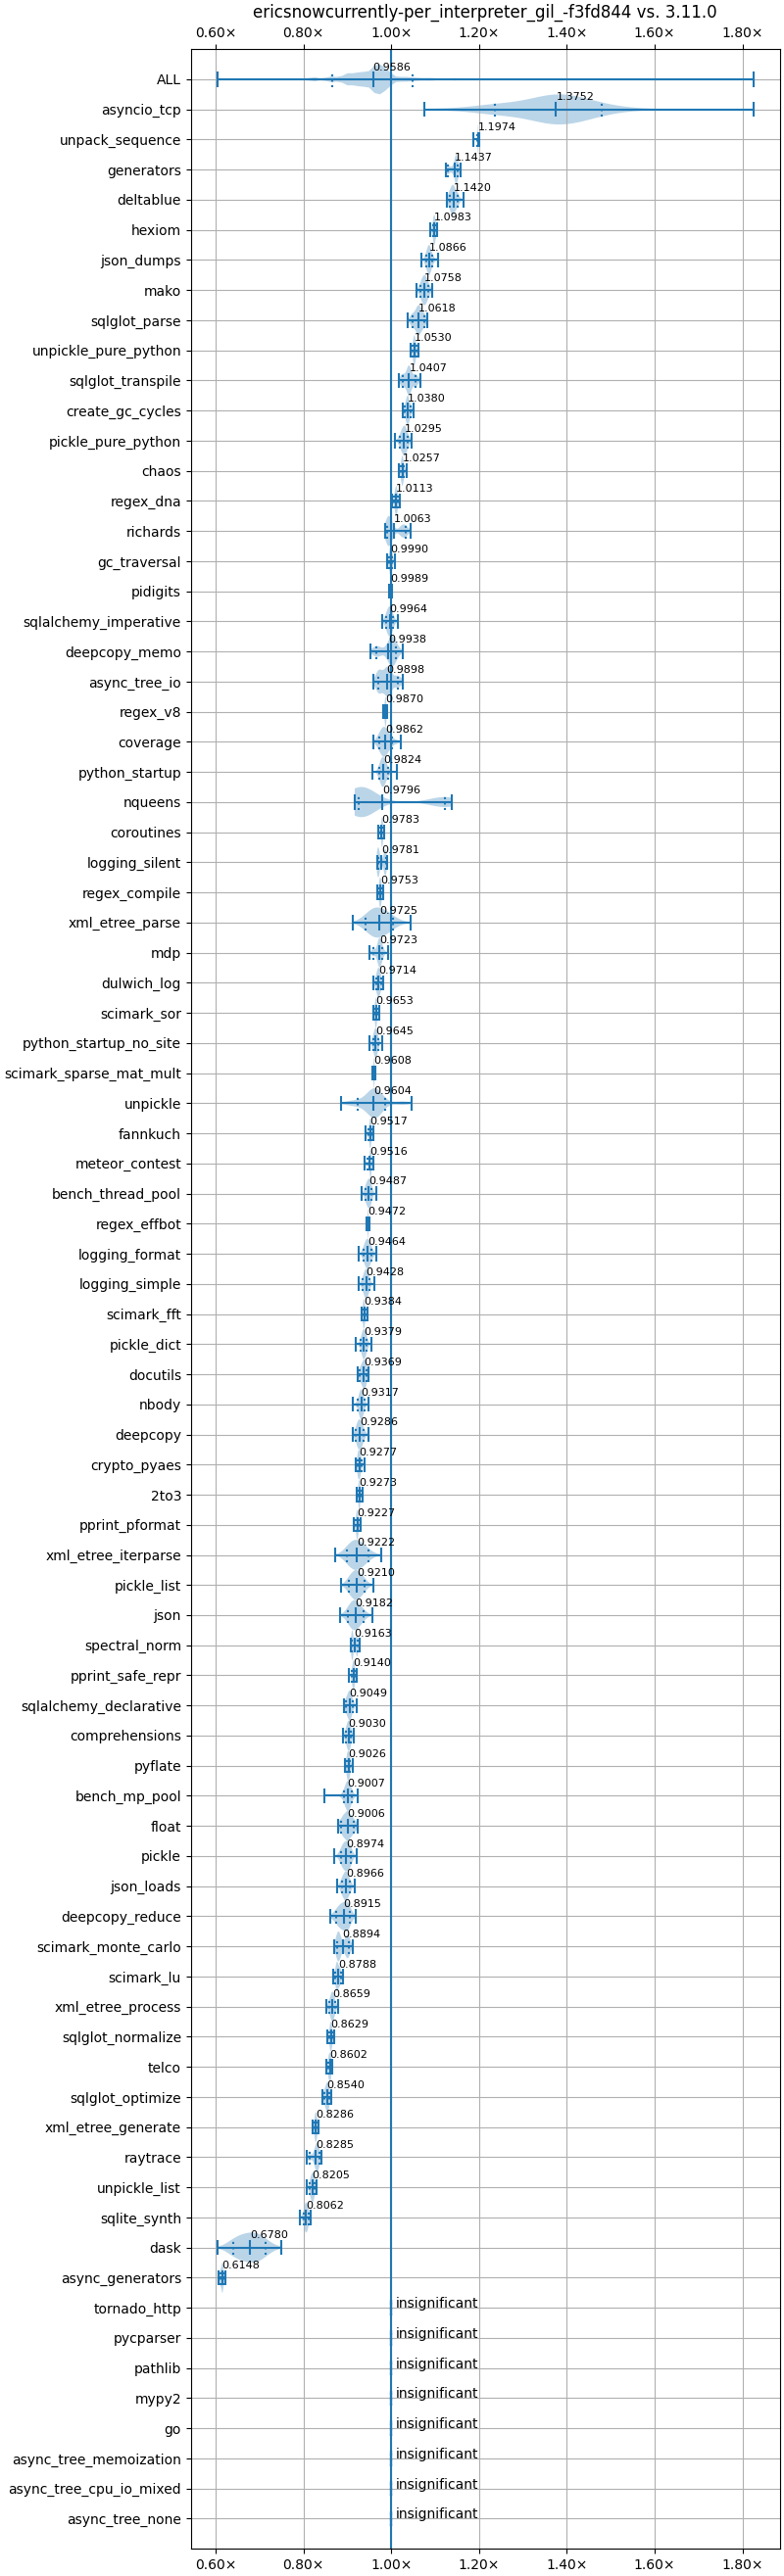 ericsnowcurrently-per_interpreter_gil_-f3fd844 vs. 3.11.0
0.60× 0.80× 1.00× 1.20× 1.40× 1.60× 1.80×
ALL 0.9586
asyncio_tcp 1.3752
unpack_sequence 1.1974
generators 1.1437
deltablue 1.1420
hexiom 1.0983
json_dumps 1.0866
mako 1.0758
sqlglot_parse 1.0618
unpickle_pure_python 1.0530
sqlglot_transpile 1.0407
create_gc_cycles 1.0380
pickle_pure_python 1.0295
chaos 1.0257
regex_dna 1.0113
richards 1.0063
gc_traversal 0.9990
pidigits 0.9989
sqlalchemy_imperative 0.9964
deepcopy_memo 0.9938
async_tree_io 0.9898
regex_v8 0.9870
coverage 0.9862
python_startup 0.9824
nqueens 0.9796
coroutines 0.9783
logging_silent 0.9781
regex_compile 0.9753
xml_etree_parse 0.9725
mdp 0.9723
dulwich_log 0.9714
scimark_sor 0.9653
python_startup_no_site 0.9645
scimark_sparse_mat_mult 0.9608
unpickle 0.9604
fannkuch 0.9517
meteor_contest 0.9516
bench_thread_pool 0.9487
regex_effbot 0.9472
logging_format 0.9464
logging_simple 0.9428
scimark_fft 0.9384
pickle_dict 0.9379
docutils 0.9369
nbody 0.9317
deepcopy 0.9286
crypto_pyaes 0.9277
2to3 0.9273
pprint_pformat 0.9227
xml_etree_iterparse 0.9222
pickle_list 0.9210
json 0.9182
spectral_norm 0.9163
pprint_safe_repr 0.9140
sqlalchemy_declarative 0.9049
comprehensions 0.9030
pyflate 0.9026
bench_mp_pool 0.9007
float 0.9006
pickle 0.8974
json_loads 0.8966
deepcopy_reduce 0.8915
scimark_monte_carlo 0.8894
scimark_lu 0.8788
xml_etree_process 0.8659
sqlglot_normalize 0.8629
telco 0.8602
sqlglot_optimize 0.8540
xml_etree_generate 0.8286
raytrace 0.8285
unpickle_list 0.8205
sqlite_synth 0.8062
dask 0.6780
async_generators 0.6148
tornado_http insignificant
pycparser insignificant
pathlib insignificant
mypy2 insignificant
go insignificant
async_tree_memoization insignificant
async_tree_cpu_io_mixed insignificant
async_tree_none insignificant
0.60× 0.80× 1.00× 1.20× 1.40× 1.60× 1.80×